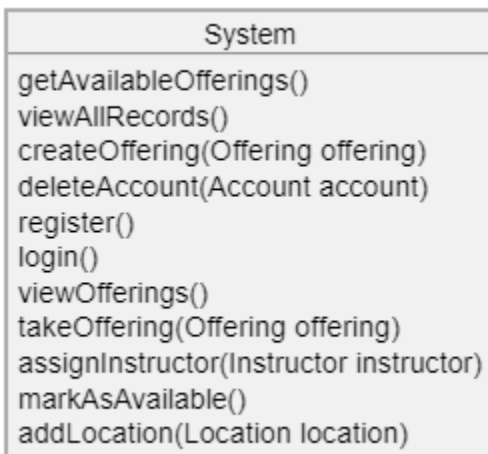 System
getAvailableOfferings()
viewAllRecords()
createOffering(Offering offering)
deleteAccount(Account account)
register()
login()
viewOfferings()
takeOffering(Offering offering)
assignInstructor(Instructor instructor)
markAsAvailable()
addLocation(Location location)